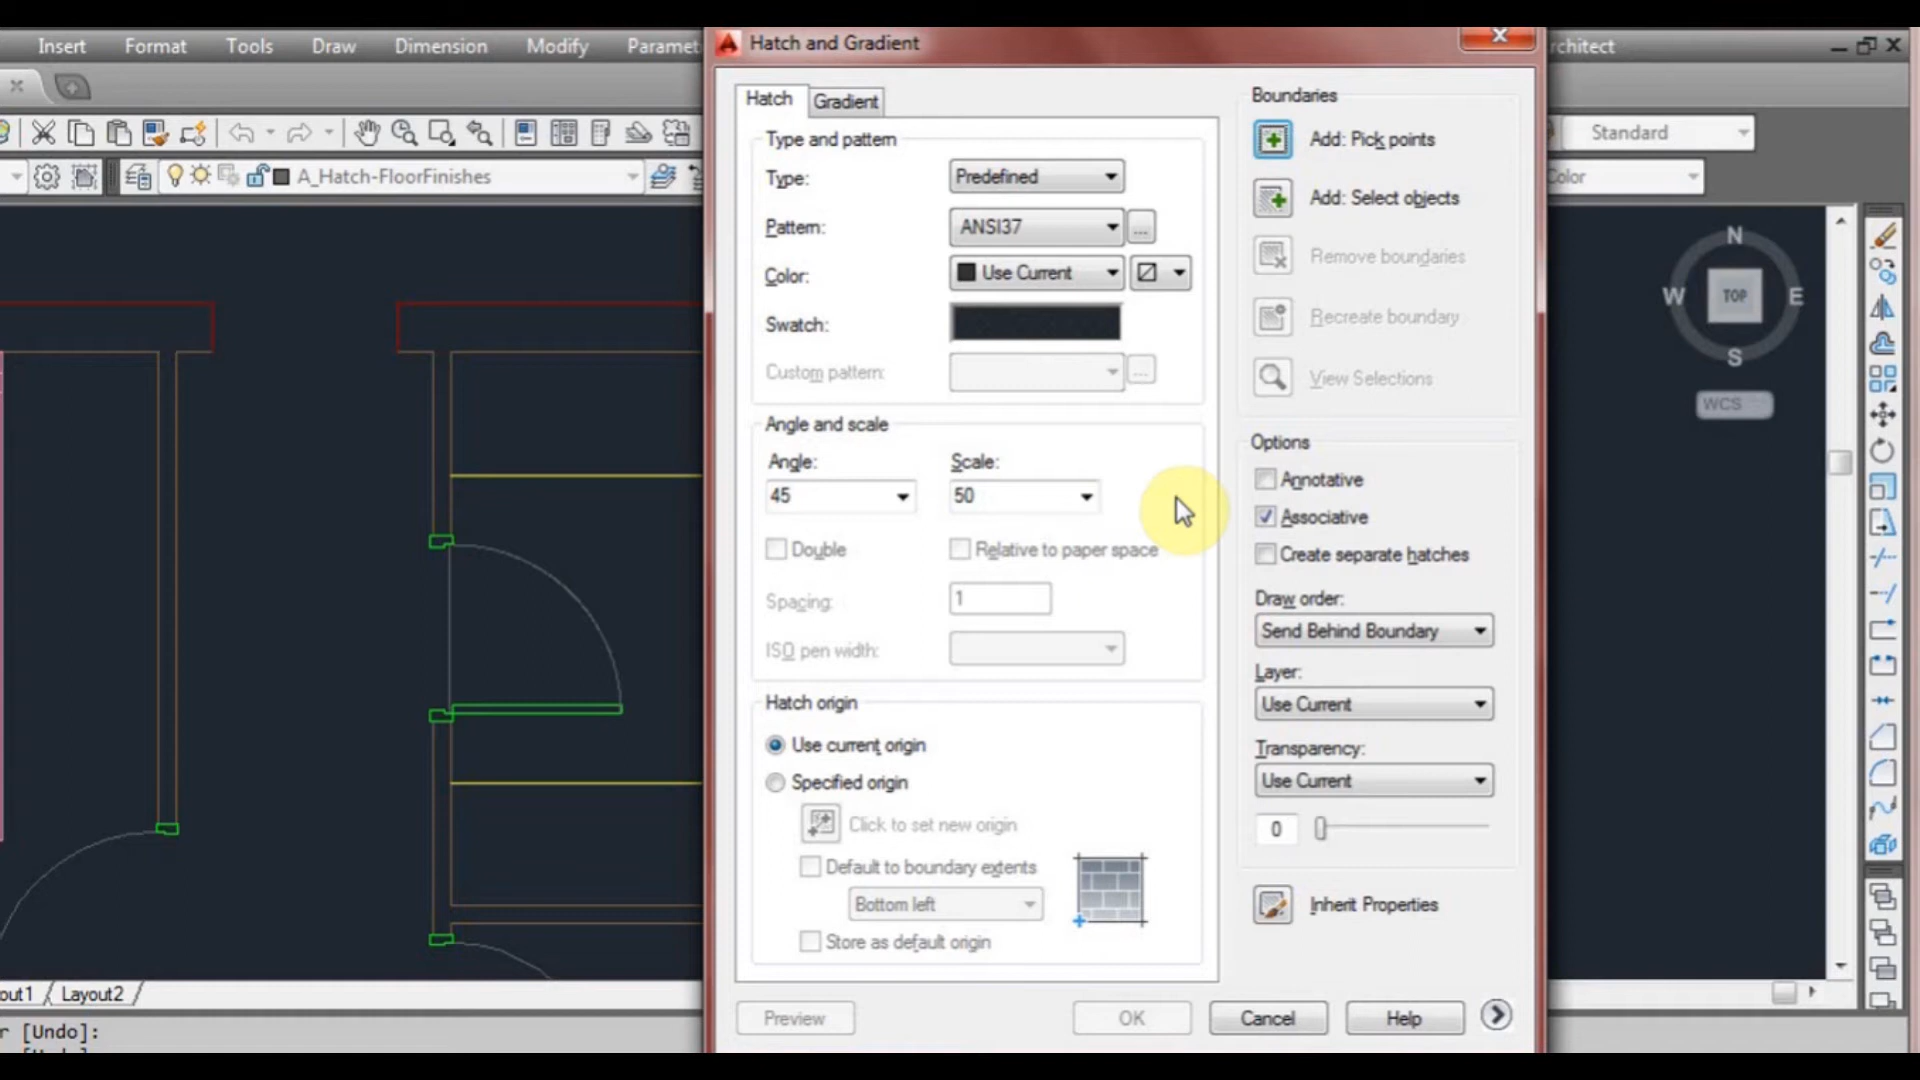 Insert Format Tools Draw Dimension Modify Paramet
Hatch and Gradient
rchitect
Standard
A_Hatch-FloorFinishes
olor
Hatch Gradient
Type and pattern
Type: Predefined
Pattern: ANSI37 ...
Color: Use Current
Swatch:
Custom pattern: ...
Angle and scale
Angle: Scale:
45 50
Double Relative to paper space
Spacing: 1
ISO pen width:
Hatch origin
Use current origin
Specified origin
Click to set new origin
Default to boundary extents
Bottom left
Store as default origin
Boundaries
Add: Pick points
Add: Select objects
Remove boundaries
Recreate boundary
View Selections
Options
Annotative
Associative
Create separate hatches
Draw order:
Send Behind Boundary
Layer:
Use Current
Transparency:
Use Current
0
Inherit Properties
Preview OK Cancel Help
N
W TOP E
S
WCS
out1 Layout2
r [Undo]: